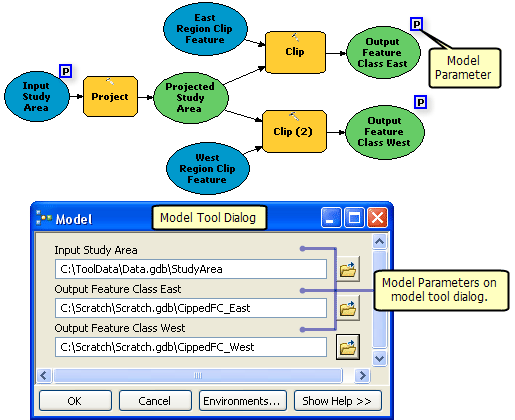 East
Region Clip
Feature
Clip
P
Output
Feature
Class East
Model
Parameter
P
Input
Study
Area
Project
Projected
Study
Area
P
Clip (2)
Output
Feature
Class West
West
Region Clip
Feature
Model
Model Tool Dialog
Input Study Area
C:\ToolData\Data.gdb\StudyArea
Output Feature Class East
C:\Scratch\Scratch.gdb\CippedFC_East
Model Parameters on
model tool dialog.
Output Feature Class West
C:\Scratch\Scratch.gdb\CippedFC_West
OK
Cancel
Environments...
Show Help >>